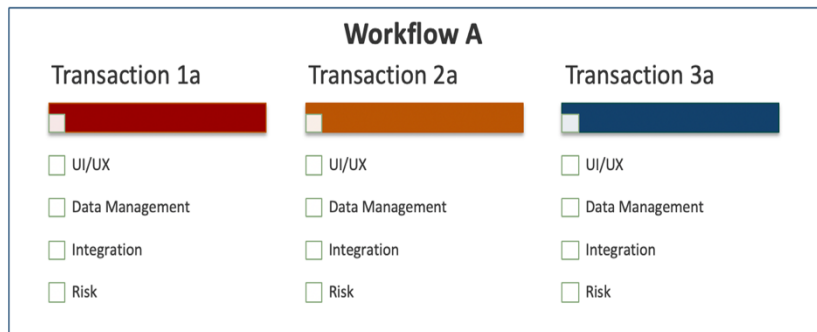 Workflow A
Transaction 1a
UI/UX
Data Management
Integration
Risk
Transaction 2a
UI/UX
Data Management
Integration
Risk
Transaction 3a
UI/UX
Data Management
Integration
Risk